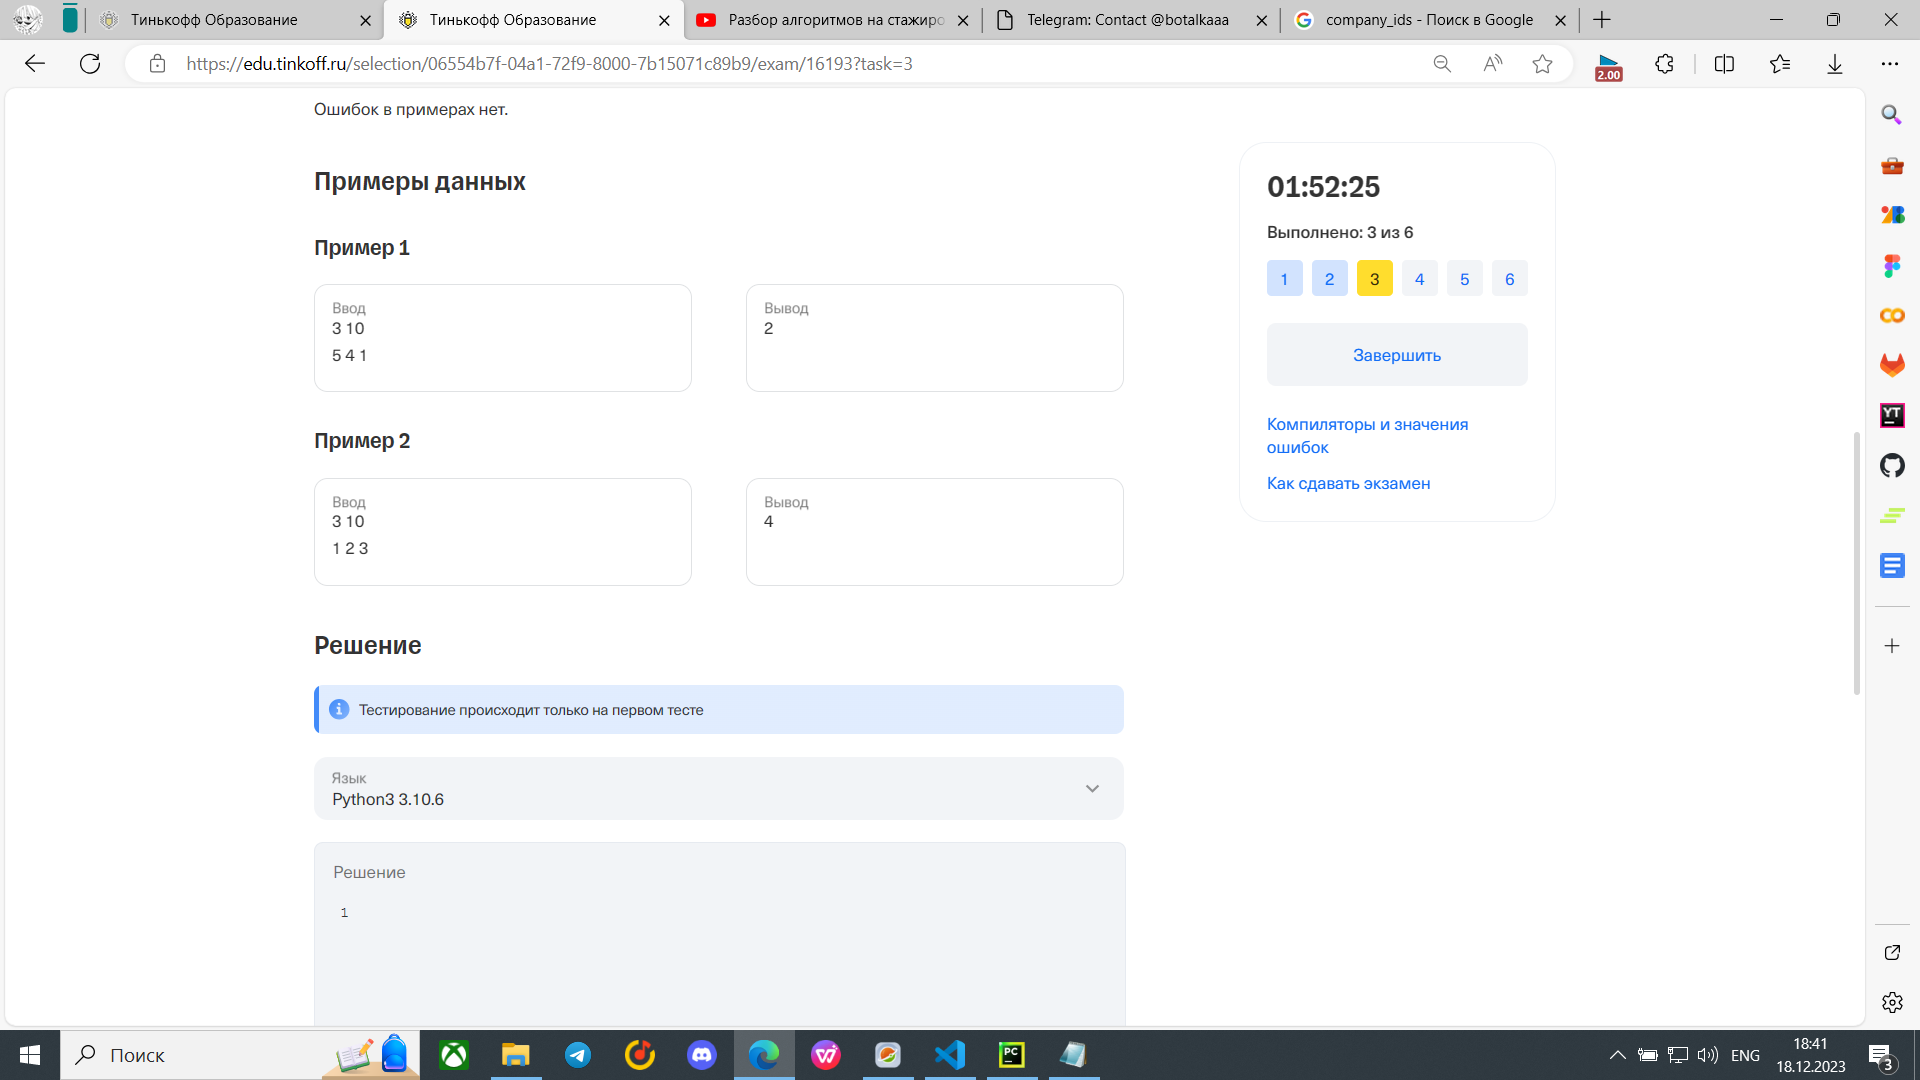 Тинькофф Образование
Тинькофф Образование
Разбор алгоритмов на стажиро
Telegram: Contact @botalkaaa
company_ids - Поиск в Google
https://edu.tinkoff.ru/selection/06554b7f-04a1-72f9-8000-7b15071c89b9/exam/16193?task=3
2.00
Ошибок в примерах нет.
Примеры данных
Пример 1
Ввод
3 10
5 4 1
Вывод
2
Пример 2
Ввод
3 10
1 2 3
Вывод
4
Решение
Тестирование происходит только на первом тесте
Язык
Python3 3.10.6
Решение
1
01:52:25
Выполнено: 3 из 6
1 2 3 4 5 6
Завершить
Компиляторы и значения
ошибок
Как сдавать экзамен
YT
Поиск
PC
ENG
18:41
18.12.2023
3